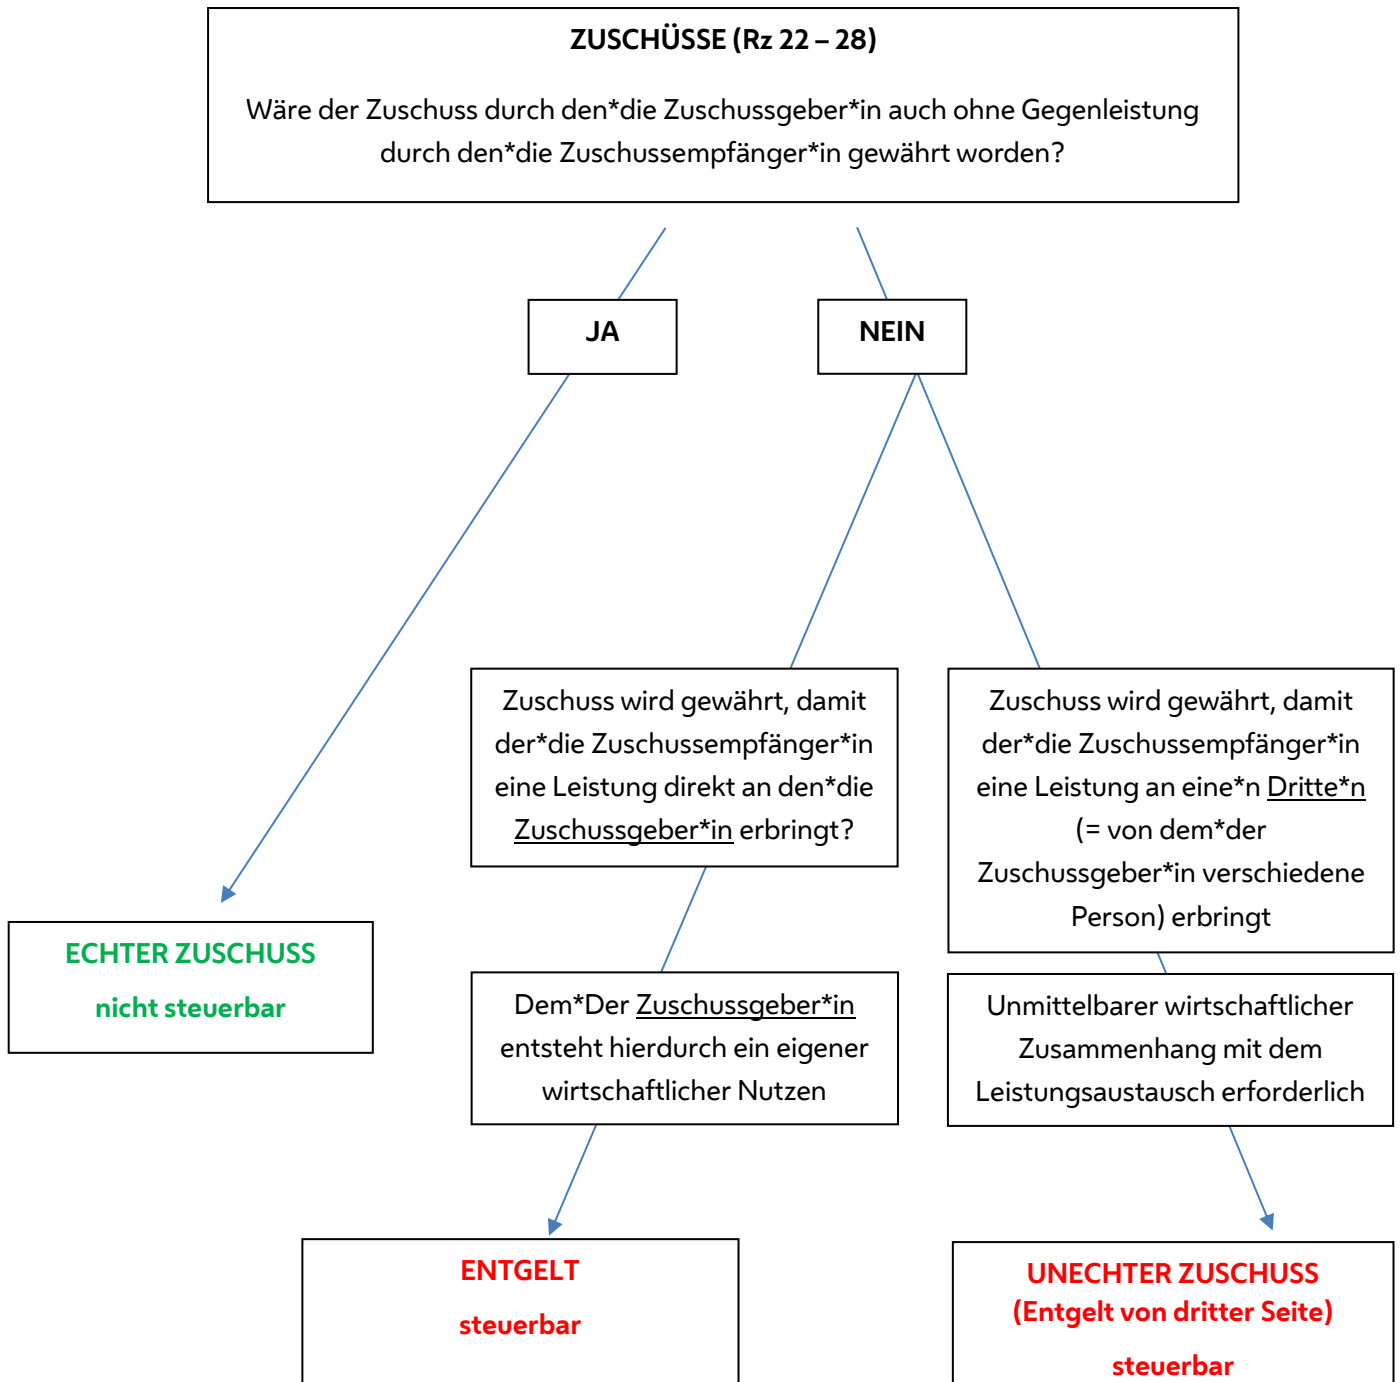 ZUSCHÜSSE (Rz 22 – 28)
Wäre der Zuschuss durch den*die Zuschussgeber*in auch ohne Gegenleistung
durch den*die Zuschussempfänger*in gewährt worden?
JA
NEIN
Zuschuss wird gewährt, damit
der*die Zuschussempfänger*in
eine Leistung direkt an den*die
Zuschussgeber*in erbringt?
Zuschuss wird gewährt, damit
der*die Zuschussempfänger*in
eine Leistung an eine*n Dritte*n
(= von dem*der
Zuschussgeber*in verschiedene
Person) erbringt
ECHTER ZUSCHUSS
nicht steuerbar
Dem*Der Zuschussgeber*in
entsteht hierdurch ein eigener
wirtschaftlicher Nutzen
Unmittelbarer wirtschaftlicher
Zusammenhang mit dem
Leistungsaustausch erforderlich
ENTGELT
steuerbar
UNECHTER ZUSCHUSS
(Entgelt von dritter Seite)
steuerbar